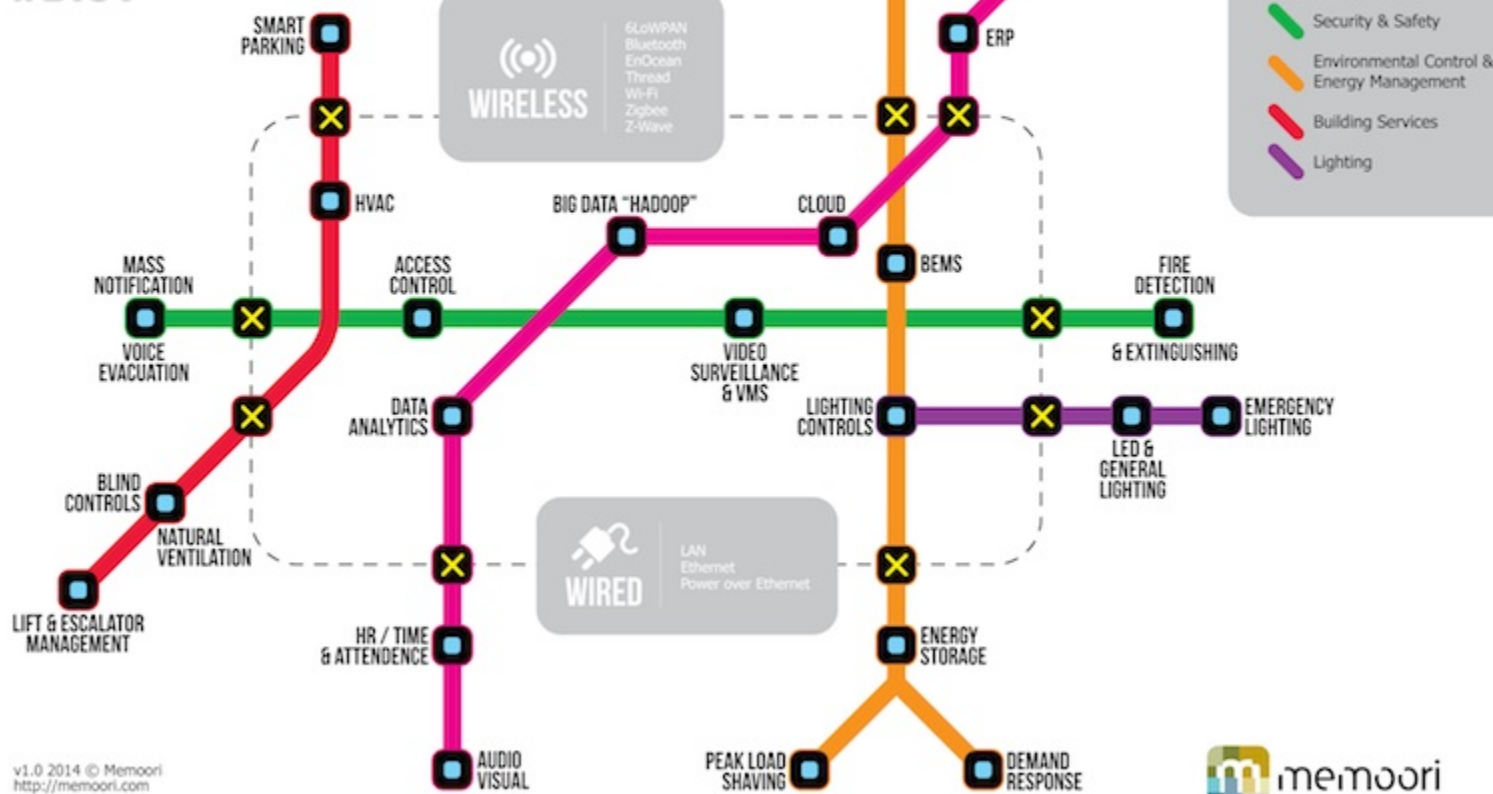 SMART
PARKING
6LoWPAN
Bluetooth
EnOcean
Thread
Wi-Fi
Zigbee
Z-Wave
WIRELESS
ERP
Security & Safety
Environmental Control &
Energy Management
Building Services
Lighting
HVAC
BIG DATA "HADOOP"
CLOUD
BEMS
MASS
NOTIFICATION
VOICE
EVACUATION
ACCESS
CONTROL
VIDEO
SURVEILLANCE
& VMS
FIRE
DETECTION
& EXTINGUISHING
DATA
ANALYTICS
LIGHTING
CONTROLS
LED &
GENERAL
LIGHTING
EMERGENCY
LIGHTING
BLIND
CONTROLS
NATURAL
VENTILATION
LIFT & ESCALATOR
MANAGEMENT
WIRED
LAN
Ethernet
Power over Ethernet
HR / TIME
& ATTENDENCE
ENERGY
STORAGE
AUDIO
VISUAL
PEAK LOAD
SHAVING
DEMAND
RESPONSE
v1.0 2014 © Memoori
http://memoori.com
m memoori